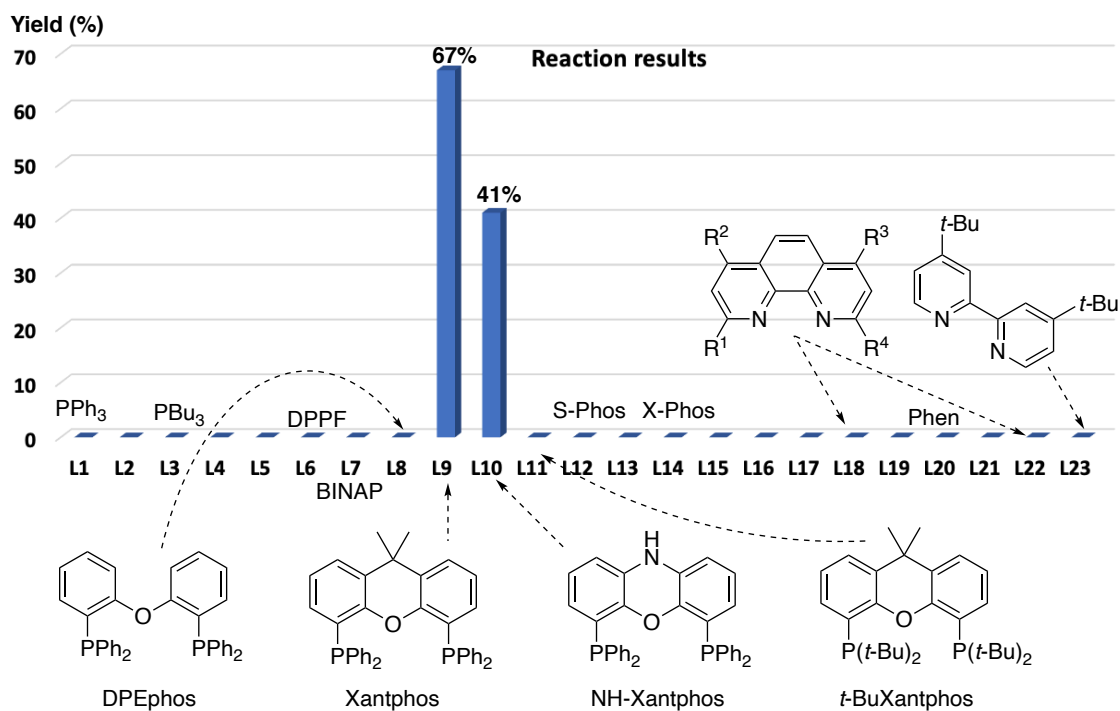 Yield (%)
70
67%
Reaction results
60
50
41%
40
t-Bu
R²
R³
30
t-Bu
N
N
N
20
R¹
R⁴
N
10
PPh₃
PBu₃
DPPF
S-Phos
X-Phos
Phen
0
L1 L2 L3 L4 L5 L6 L7 L8 L9 L10 L11 L12 L13 L14 L15 L16 L17 L18 L19 L20 L21 L22 L23
BINAP
H
N
O
O
O
O
PPh₂
PPh₂
PPh₂
PPh₂
PPh₂
PPh₂
P(t-Bu)₂
P(t-Bu)₂
DPEphos
Xantphos
NH-Xantphos
t-BuXantphos